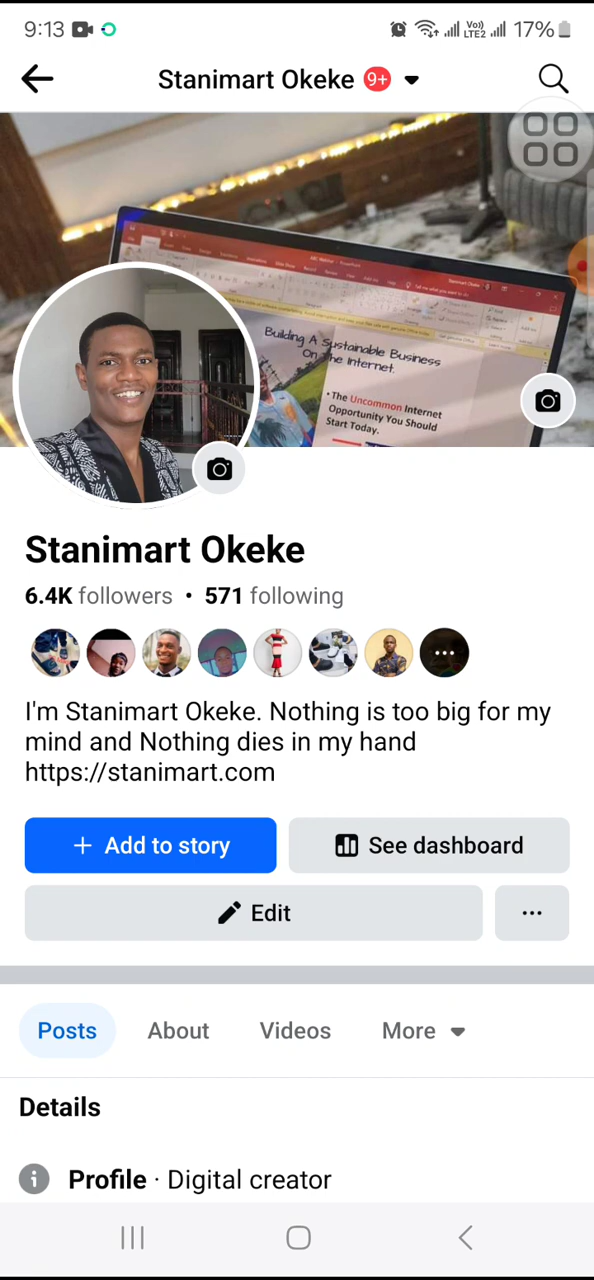 9:13
Vo))
LTE2
17%
Stanimart Okeke 9+
Building A Sustainable Business
On The Internet.
• The Uncommon Internet
Opportunity You Should
Start Today.
Stanimart Okeke
6.4K followers • 571 following
I'm Stanimart Okeke. Nothing is too big for my
mind and Nothing dies in my hand
https://stanimart.com
+ Add to story
See dashboard
Edit
Posts About Videos More
Details
Profile · Digital creator